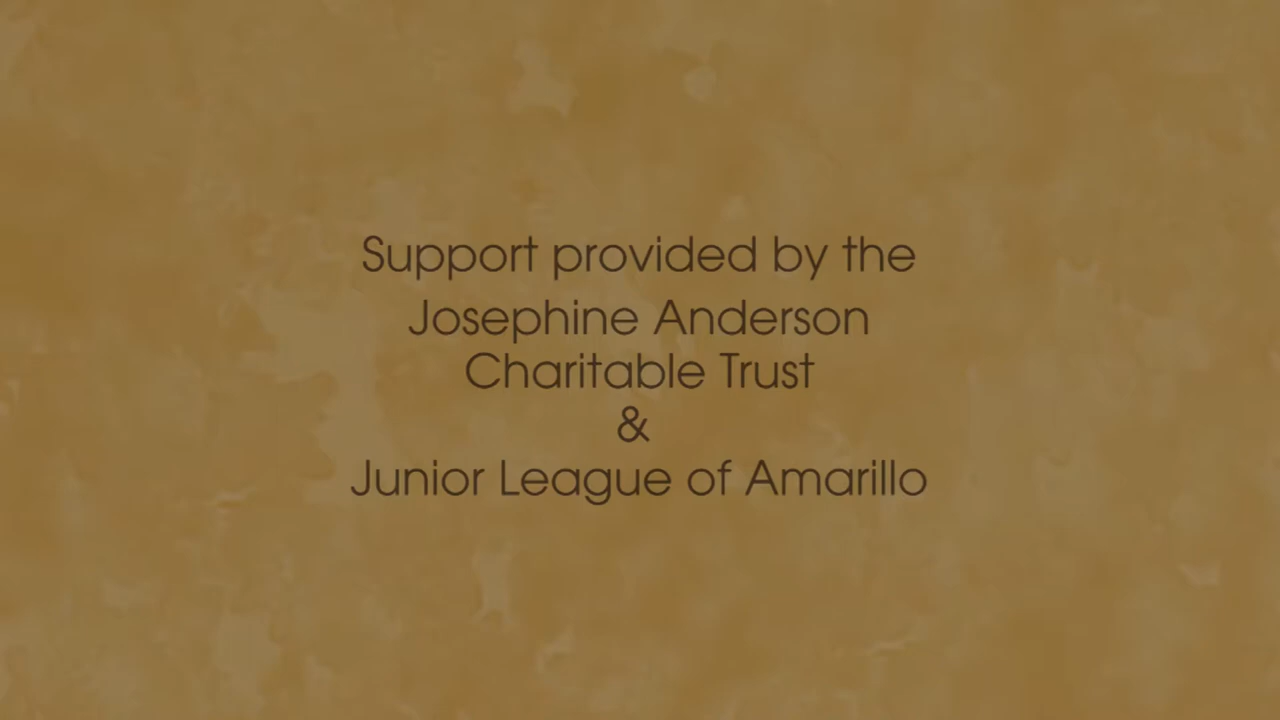 Support provided by the
Josephine Anderson
Charitable Trust
&
Junior League of Amarillo